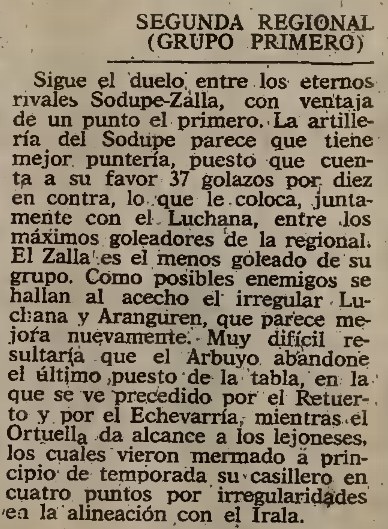 SEGUNDA REGIONAL
(GRUPO PRIMERO)
Sigue el duelo entre los eternos
rivales Sodupe-Zalla, con ventaja
de un punto el primero. La artille-
ría del Sodupe parece que tiene
mejor puntería, puesto que cuen-
ta a su favor 37 golazos por diez
en contra, lo que le coloca, junta-
mente con el Luchana, entre los
máximos goleadores de la regional.
El Zalla es el menos goleado de su
grupo. Como posibles enemigos se
hallan al acecho el irregular Lu-
chana y Aranguren, que parece me-
jora nuevamente. Muy difícil re-
sultaría que el Arbuyo abandone
el último puesto de la tabla, en la
que se ve precedido por el Retuer-
to y por el Echevarría, mientras el
Ortuella da alcance a los lejoneses,
los cuales vieron mermado a prin-
cipio de temporada su casillero en
cuatro puntos por irregularidades
en la alineación con el Irala.